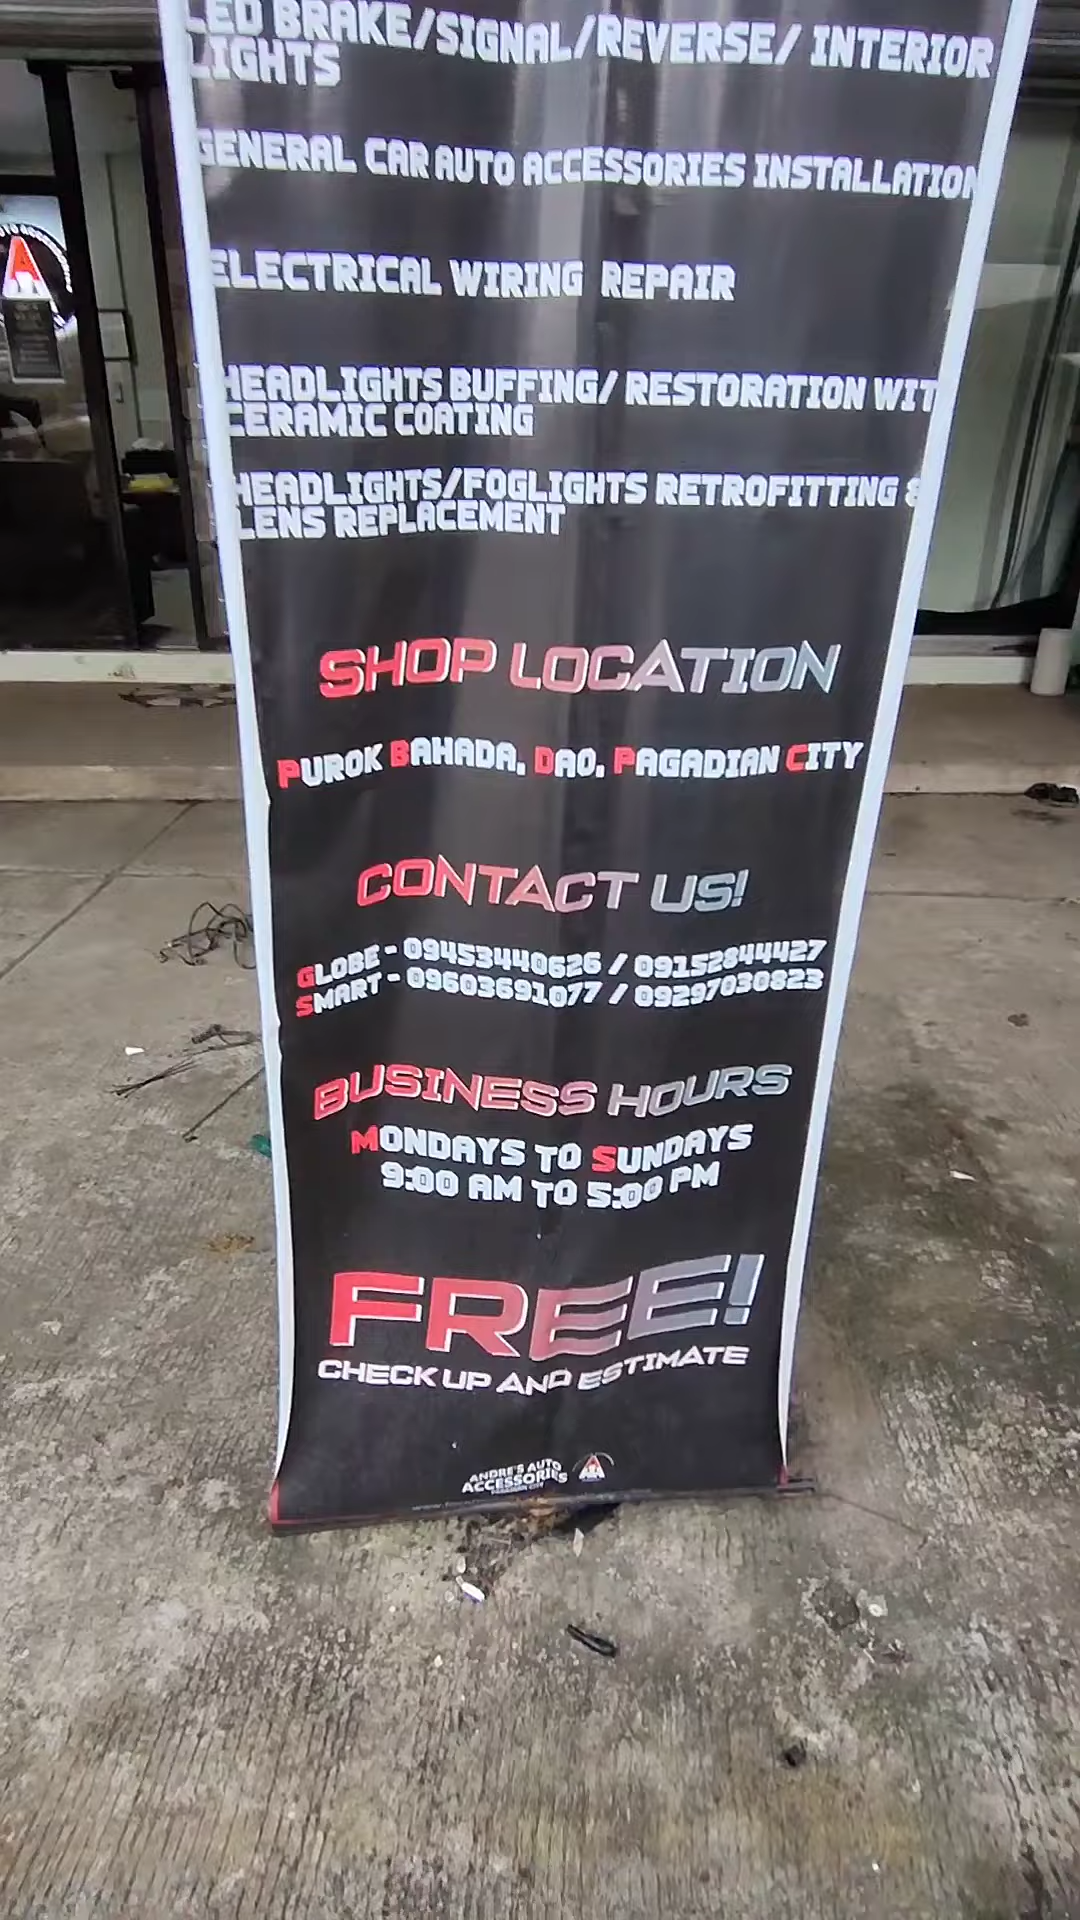 LED BRAKE/SIGNAL/REVERSE/ INTERIOR
LIGHTS
GENERAL CAR AUTO ACCESSORIES INSTALLATION
ELECTRICAL WIRING REPAIR
HEADLIGHTS BUFFING/ RESTORATION WIT
CERAMIC COATING
HEADLIGHTS/FOGLIGHTS RETROFITTING &
LENS REPLACEMENT
SHOP LOCATION
PUROK BAHADA, DAO, PAGADIAN CITY
CONTACT US!
GLOBE - 09453440626 / 09152844427
SMART - 09603691077 / 09297030823
BUSINESS HOURS
MONDAYS TO SUNDAYS
9:00 AM TO 5:00 PM
FREE!
CHECK UP AND ESTIMATE
ANDRE'S AUTO
ACCESSORIES
PAGADIAN CITY